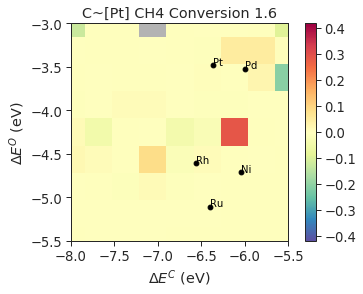 C~[Pt] CH4 Conversion 1.6
−3.0
−3.5
−4.0
−4.5
−5.0
−5.5
ΔE^O (eV)
Pt
Pd
Rh
Ni
Ru
−8.0 −7.5 −7.0 −6.5 −6.0 −5.5
ΔE^C (eV)
0.4
0.3
0.2
0.1
0.0
−0.1
−0.2
−0.3
−0.4